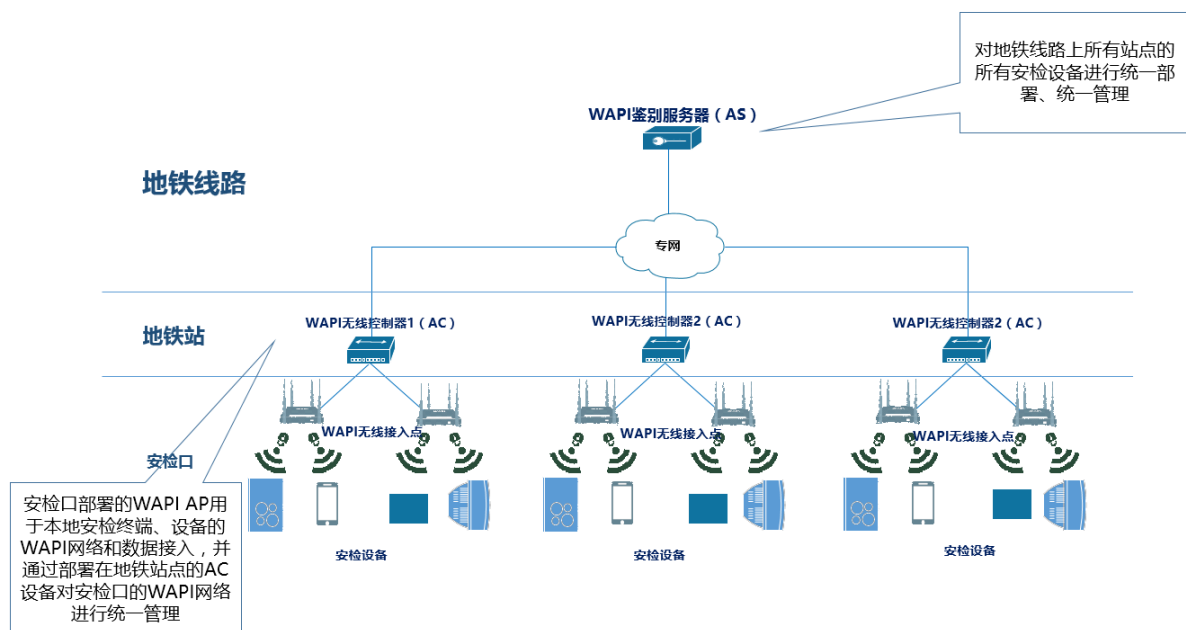 对地铁线路上所有站点的
所有安检设备进行统一部
署、统一管理
WAPI鉴别服务器（AS）
地铁线路
专网
WAPI无线控制器1（AC）
WAPI无线控制器2（AC）
WAPI无线控制器2（AC）
地铁站
WAPI无线接入点
WAPI无线接入点
WAPI无线接入点
安检口
安检口部署的WAPI AP用
于本地安检终端、设备的
WAPI网络和数据接入，并
通过部署在地铁站点的AC
设备对安检口的WAPI网络
进行统一管理
安检设备
安检设备
安检设备